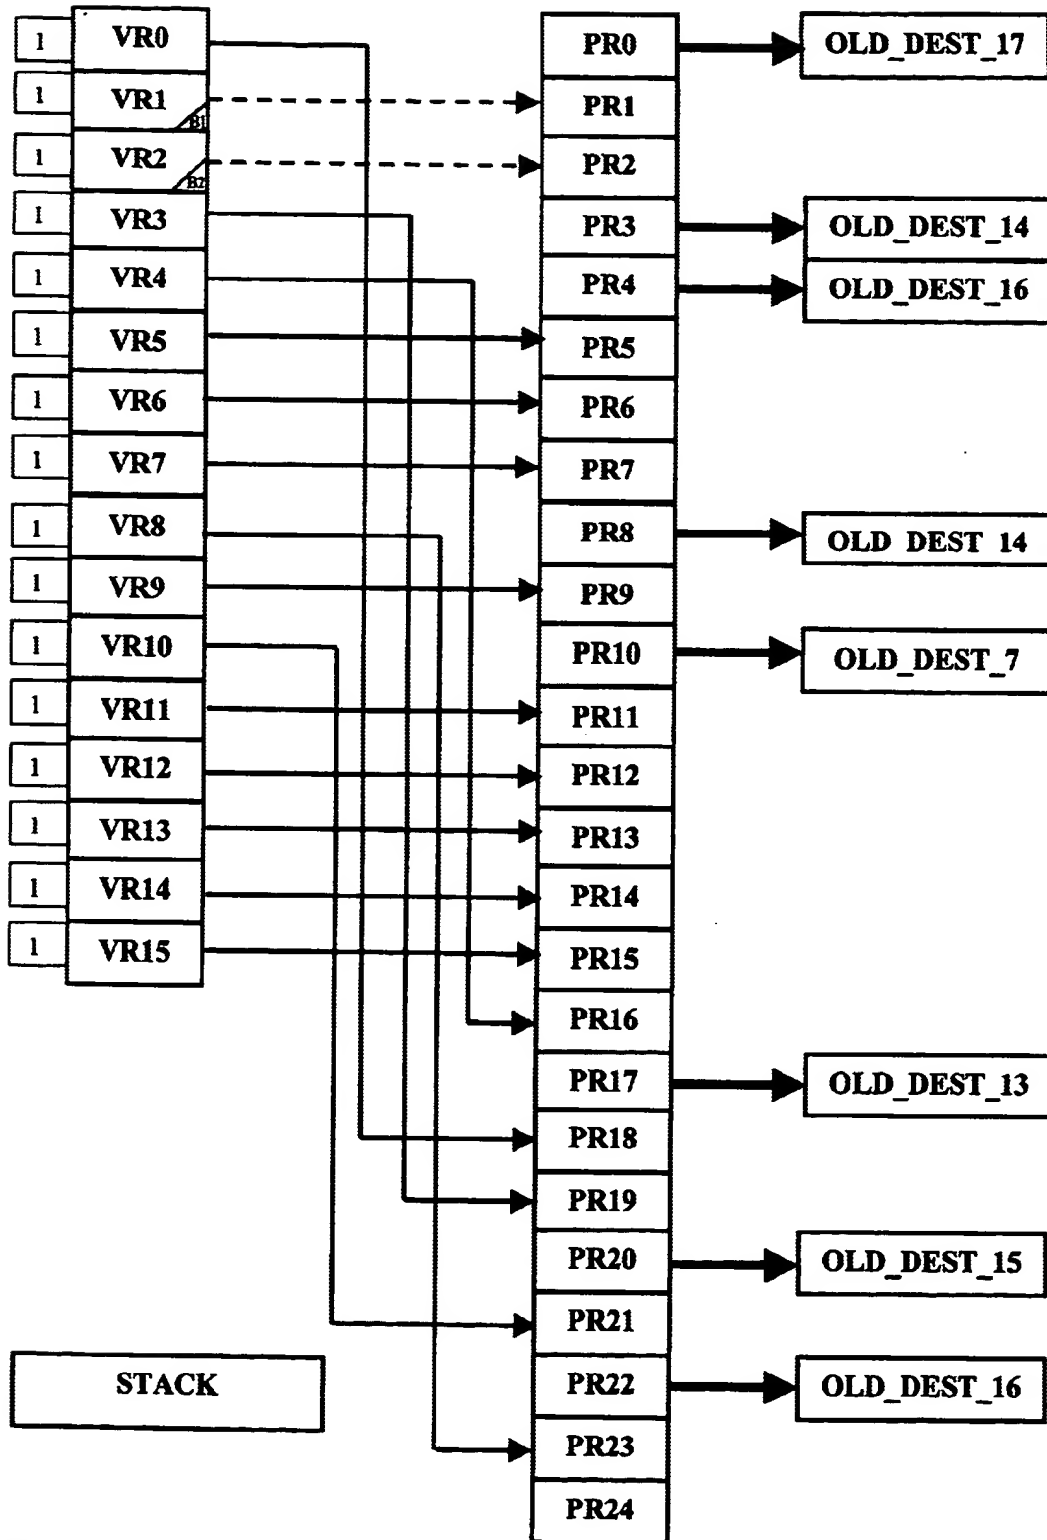 1 VR0 PR0 OLD_DEST_17
1 VR1 B1 PR1
1 VR2 B2 PR2
1 VR3 PR3 OLD_DEST_14
1 VR4 PR4 OLD_DEST_16
1 VR5 PR5
1 VR6 PR6
1 VR7 PR7
1 VR8 PR8 OLD DEST 14
1 VR9 PR9
1 VR10 PR10 OLD_DEST_7
1 VR11 PR11
1 VR12 PR12
1 VR13 PR13
1 VR14 PR14
1 VR15 PR15
PR16
PR17 OLD_DEST_13
PR18
PR19
PR20 OLD_DEST_15
PR21
STACK PR22 OLD_DEST_16
PR23
PR24